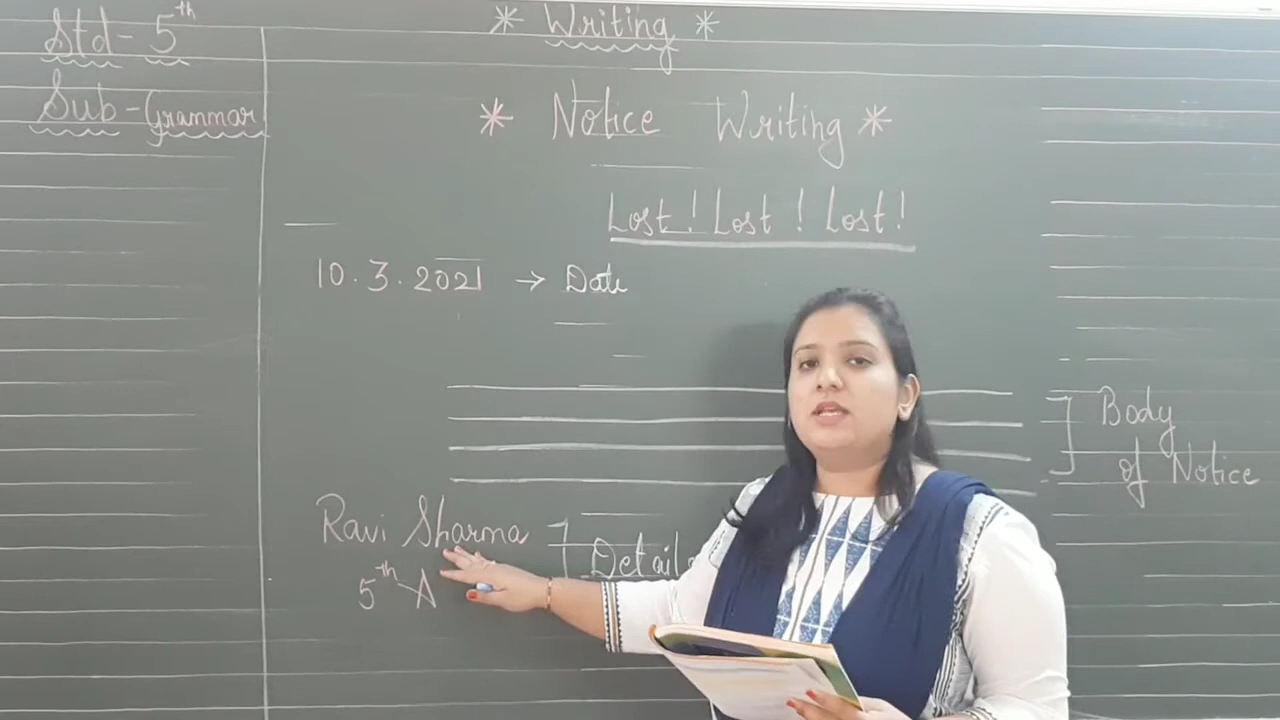 Std - 5th
Sub - Grammar
* Writing *
* Notice Writing *
Lost! Lost! Lost!
10.3.2021 → Date
] Body
of Notice
Ravi Sharma ] Details
5th - A